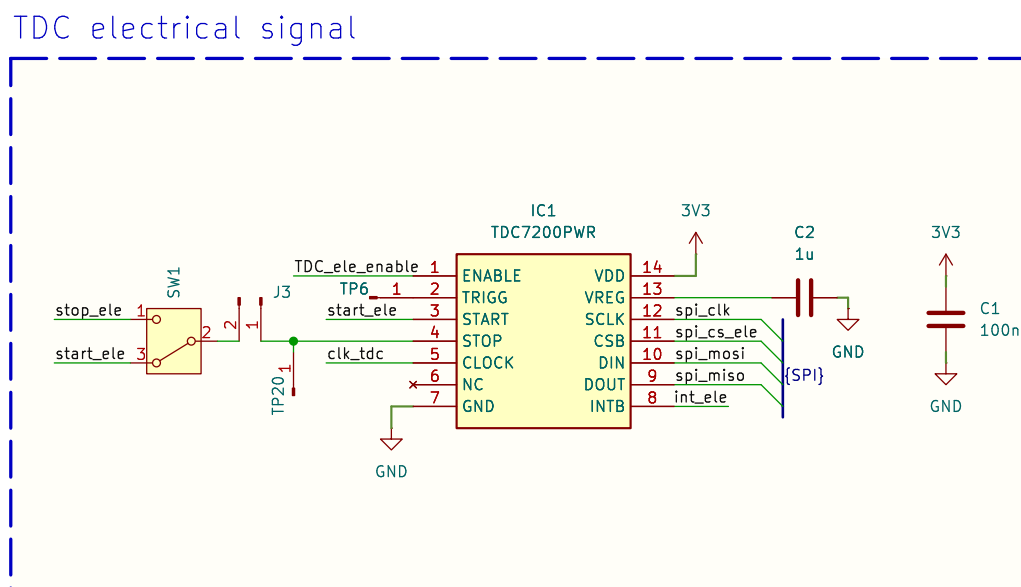 TDC electrical signal
IC1
TDC7200PWR
3V3
C2
1u
3V3
TDC_ele_enable 1 ENABLE VDD 14
TP6 1 2 TRIGG VREG 13
SW1
J3
stop_ele 1
start_ele 3 START SCLK 12 spi_clk
2
2 1
4 STOP CSB 11 spi_cs_ele
start_ele 3
clk_tdc 5 CLOCK DIN 10 spi_mosi
6 NC DOUT 9 spi_miso
7 GND INTB 8 int_ele
{SPI}
TP20 1
GND
GND
C1
100n
GND